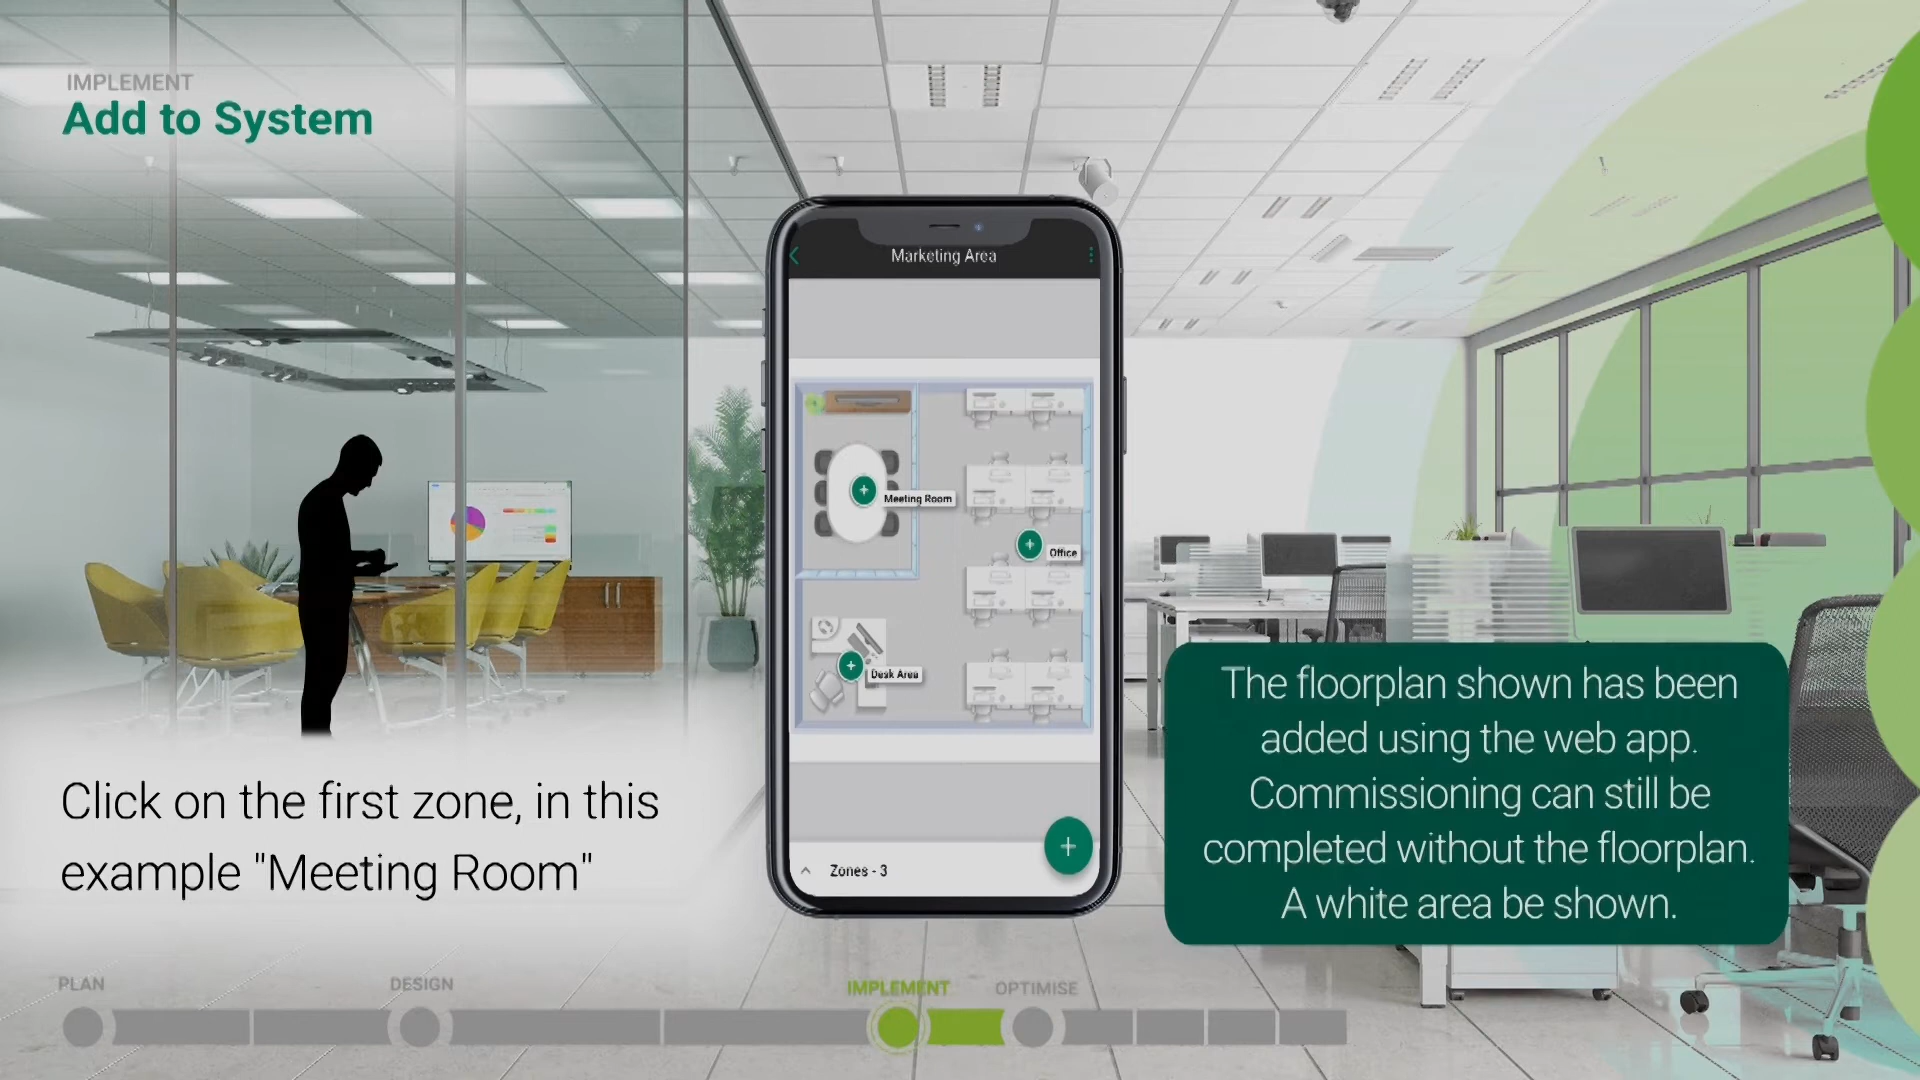 IMPLEMENT
Add to System
Marketing Area
Meeting Room
Office
Desk Area
Zones - 3
Click on the first zone, in this
example "Meeting Room"
The floorplan shown has been
added using the web app.
Commissioning can still be
completed without the floorplan.
A white area be shown.
PLAN
DESIGN
IMPLEMENT
OPTIMISE